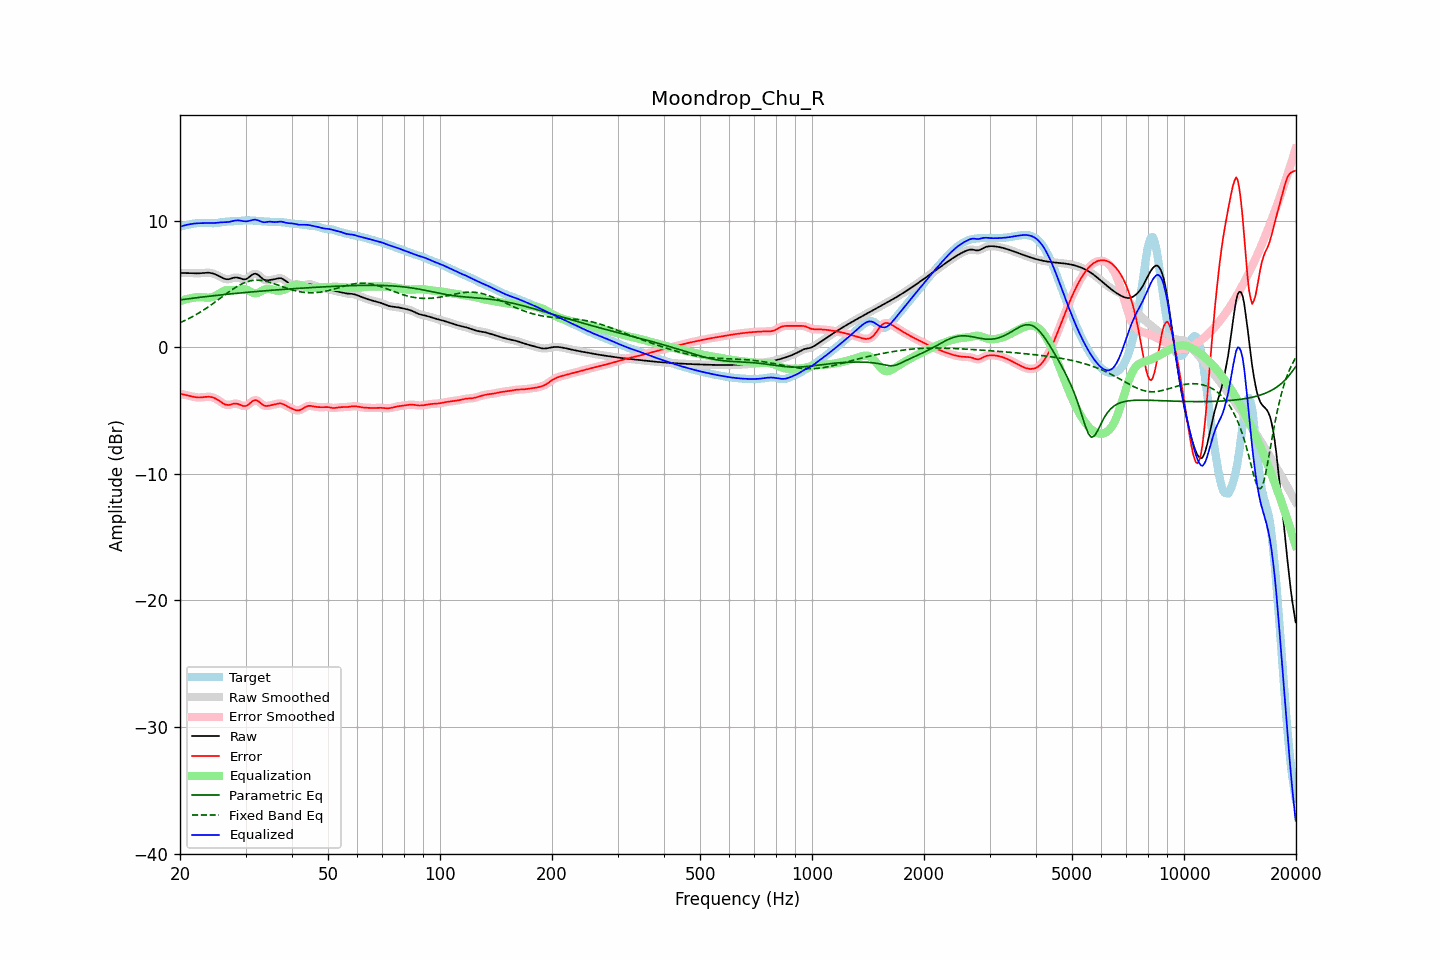 Moondrop_Chu_R
Amplitude (dBr)
10
0
−10
−20
−30
−40
Target
Raw Smoothed
Error Smoothed
Raw
Error
Equalization
Parametric Eq
Fixed Band Eq
Equalized
20
50
100
200
500
1000
2000
5000
10000
20000
Frequency (Hz)